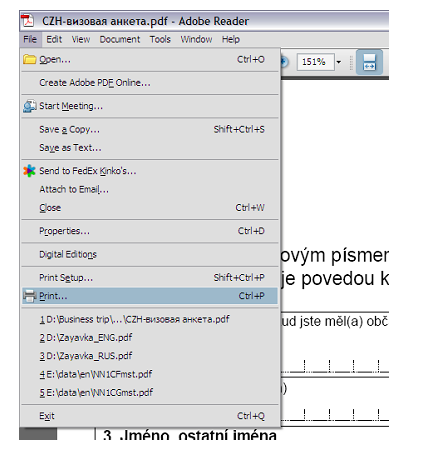 CZH-визовая анкета.pdf - Adobe Reader
File Edit View Document Tools Window Help
Open... Ctrl+O
151%
Create Adobe PDF Online...
Start Meeting...
Save a Copy... Shift+Ctrl+S
Save as Text...
Send to FedEx Kinko's...
Attach to Email...
Close Ctrl+W
Properties... Ctrl+D
Digital Editions
ovým písmen
Print Setup... Shift+Ctrl+P
je povedou k
Print... Ctrl+P
1 D:\Business trip\...\CZH-визовая анкета.pdf
ud jste měl(a) obč
2 D:\Zayavka_ENG.pdf
3 D:\Zayavka_RUS.pdf
4 E:\data\en\NN1CFmst.pdf
5 E:\data\en\NN1CGmst.pdf
)
Exit Ctrl+Q
3. Jméno, ostatní jména